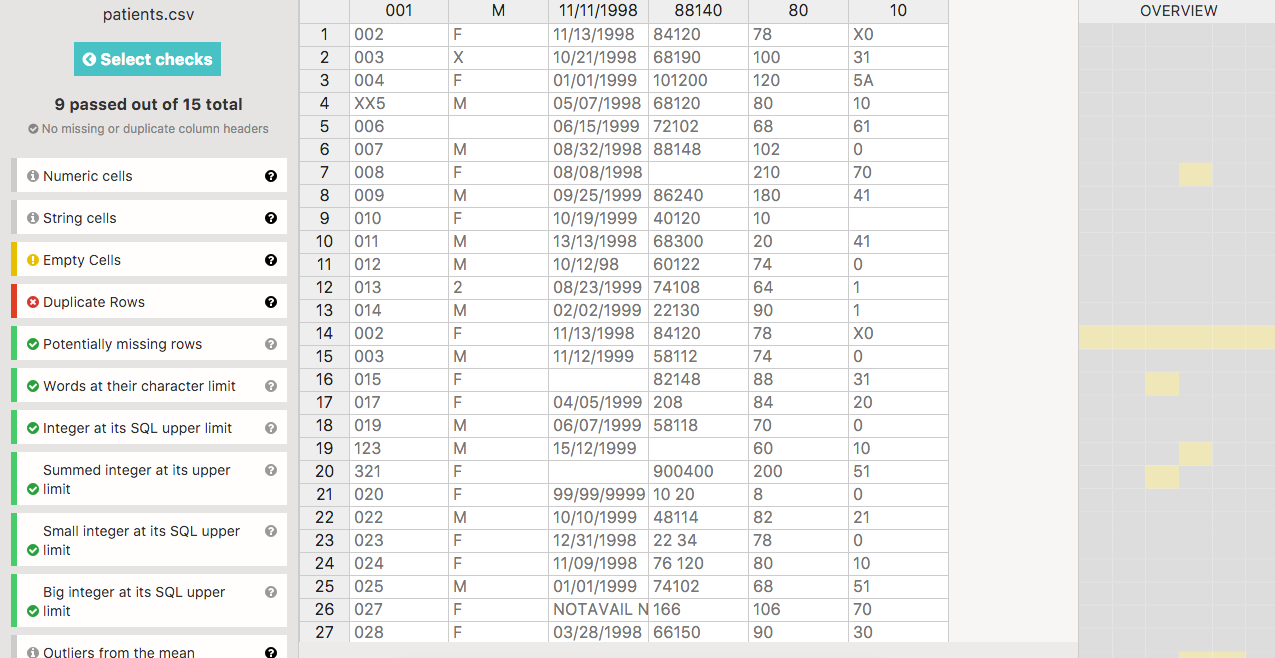 patients.csv
Select checks
9 passed out of 15 total
No missing or duplicate column headers
Numeric cells
String cells
Empty Cells
Duplicate Rows
Potentially missing rows
Words at their character limit
Integer at its SQL upper limit
Summed integer at its upper
limit
Small integer at its SQL upper
limit
Big integer at its SQL upper
limit
Outliers from the mean
001 M 11/11/1998 88140 80 10
1 002 F 11/13/1998 84120 78 X0
2 003 X 10/21/1998 68190 100 31
3 004 F 01/01/1999 101200 120 5A
4 XX5 M 05/07/1998 68120 80 10
5 006 06/15/1999 72102 68 61
6 007 M 08/32/1998 88148 102 0
7 008 F 08/08/1998 210 70
8 009 M 09/25/1999 86240 180 41
9 010 F 10/19/1999 40120 10
10 011 M 13/13/1998 68300 20 41
11 012 M 10/12/98 60122 74 0
12 013 2 08/23/1999 74108 64 1
13 014 M 02/02/1999 22130 90 1
14 002 F 11/13/1998 84120 78 X0
15 003 M 11/12/1999 58112 74 0
16 015 F 82148 88 31
17 017 F 04/05/1999 208 84 20
18 019 M 06/07/1999 58118 70 0
19 123 M 15/12/1999 60 10
20 321 F 900400 200 51
21 020 F 99/99/9999 10 20 8 0
22 022 M 10/10/1999 48114 82 21
23 023 F 12/31/1998 22 34 78 0
24 024 F 11/09/1998 76 120 80 10
25 025 M 01/01/1999 74102 68 51
26 027 F NOTAVAIL N 166 106 70
27 028 F 03/28/1998 66150 90 30
OVERVIEW